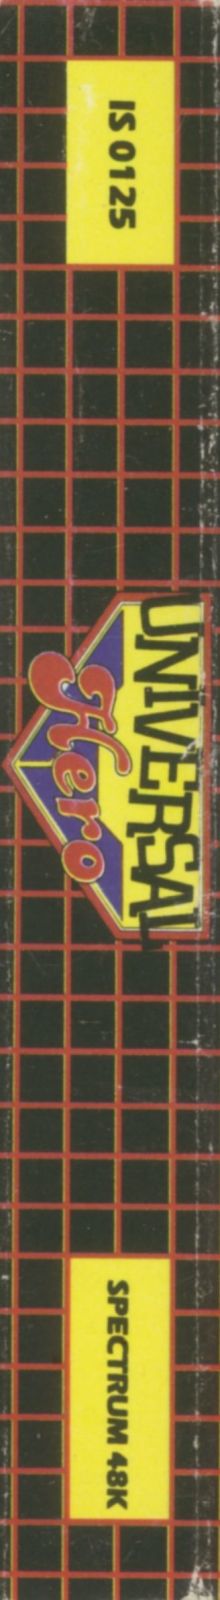 IS 0125
UNIVERSAL
Hero
SPECTRUM 48K